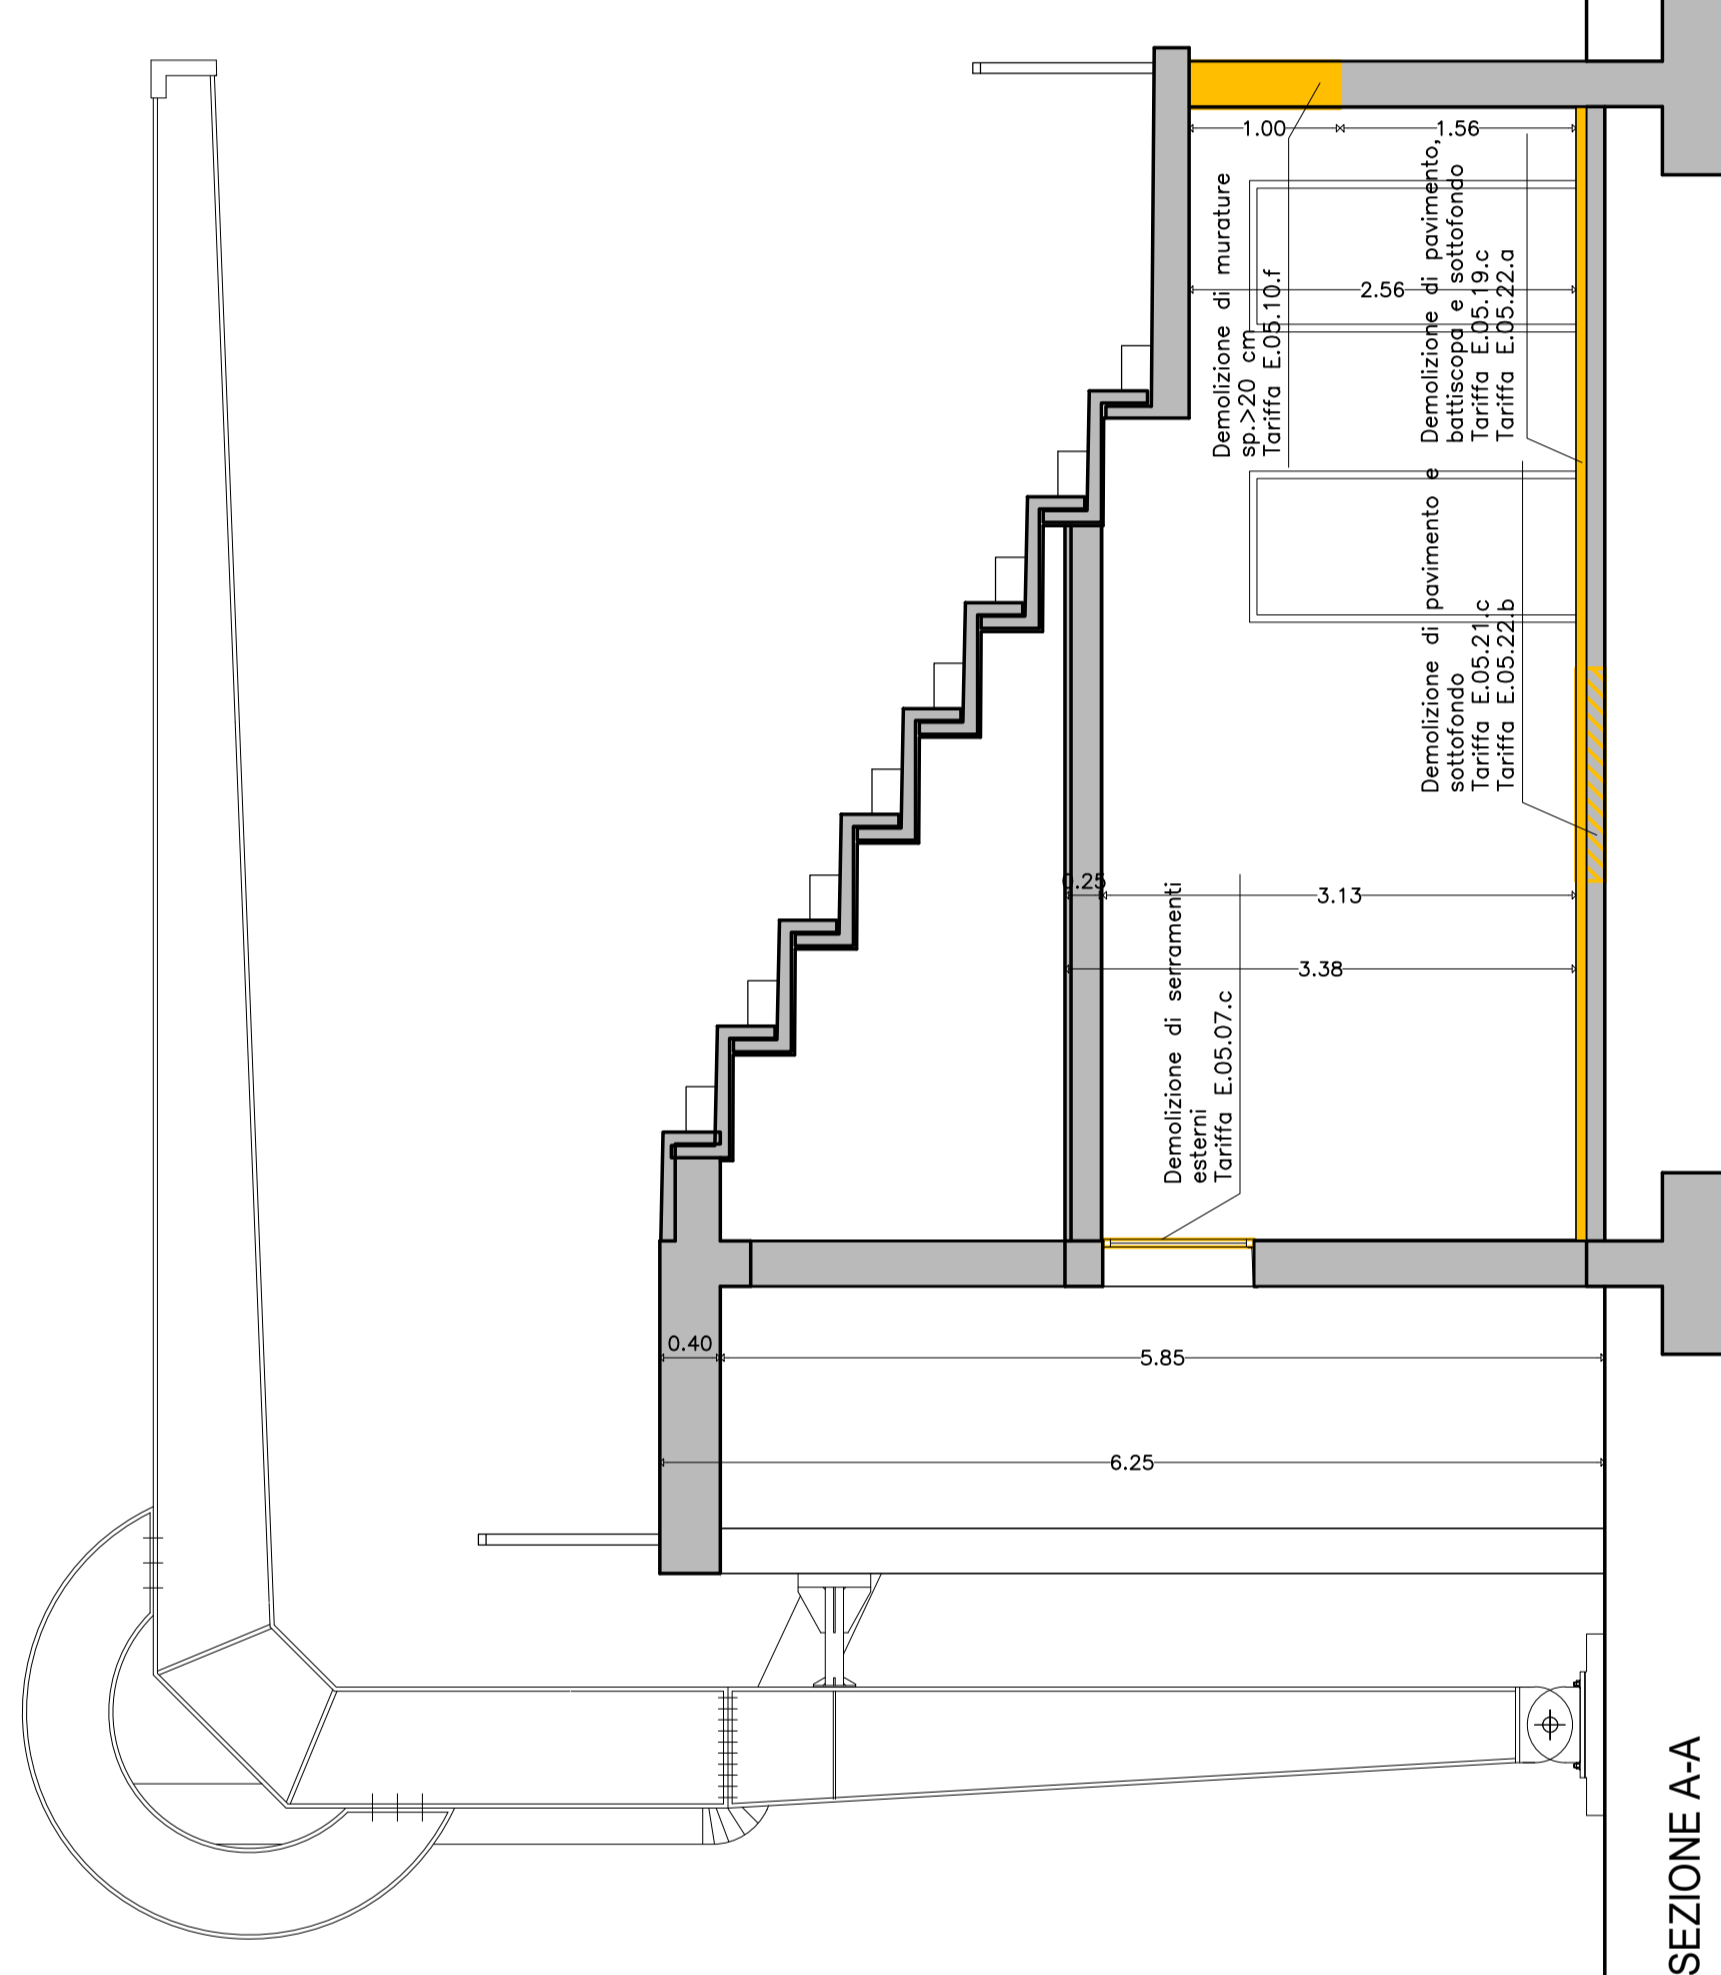 SEZIONE A-A
Demolizione di serramenti
esterni
Tariffa E.05.07.c
Demolizione di pavimento e
sottofondo
Tariffa E.05.21.c
Tariffa E.05.22.b
Demolizione di murature
sp.>20 cm
Tariffa E.05.10.f
Demolizione di pavimento,
battiscopa e sottofondo
Tariffa E.05.19.c
Tariffa E.05.22.a
1.00
1.56
2.56
0.25
3.13
3.38
0.40
5.85
6.25